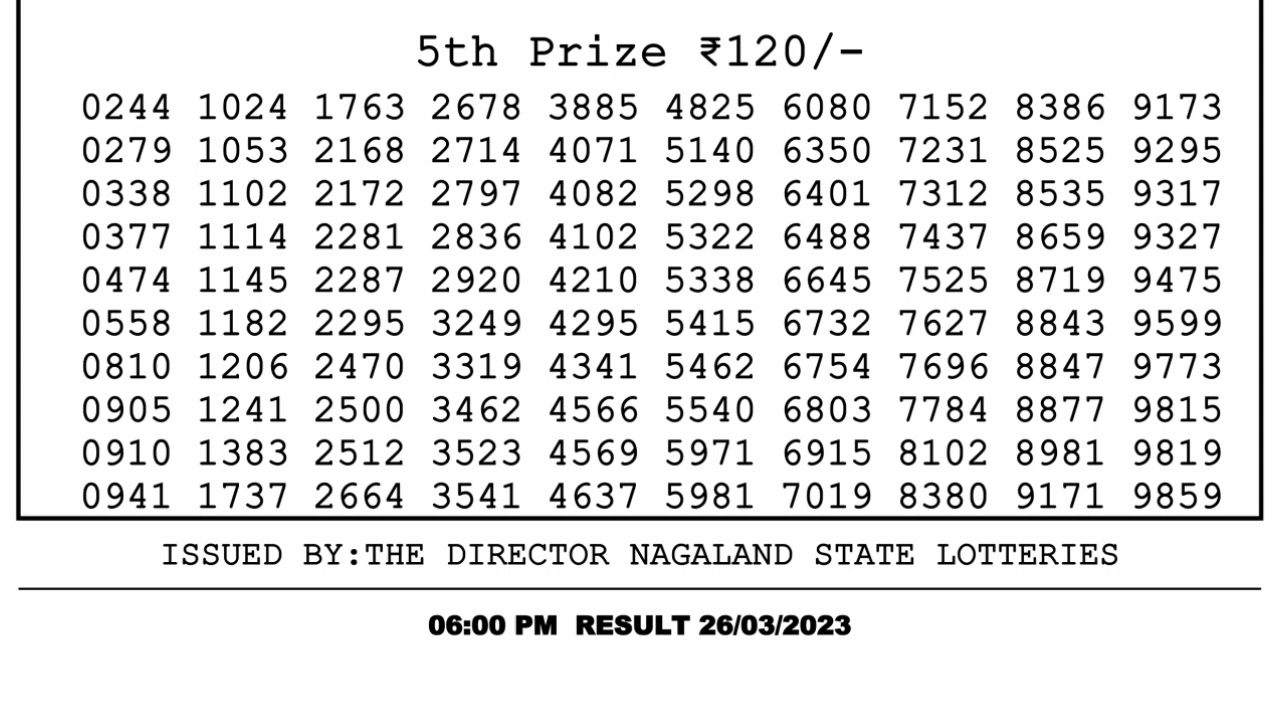 5th Prize ₹120/-
0244 1024 1763 2678 3885 4825 6080 7152 8386 9173
0279 1053 2168 2714 4071 5140 6350 7231 8525 9295
0338 1102 2172 2797 4082 5298 6401 7312 8535 9317
0377 1114 2281 2836 4102 5322 6488 7437 8659 9327
0474 1145 2287 2920 4210 5338 6645 7525 8719 9475
0558 1182 2295 3249 4295 5415 6732 7627 8843 9599
0810 1206 2470 3319 4341 5462 6754 7696 8847 9773
0905 1241 2500 3462 4566 5540 6803 7784 8877 9815
0910 1383 2512 3523 4569 5971 6915 8102 8981 9819
0941 1737 2664 3541 4637 5981 7019 8380 9171 9859
ISSUED BY:THE DIRECTOR NAGALAND STATE LOTTERIES
06:00 PM RESULT 26/03/2023